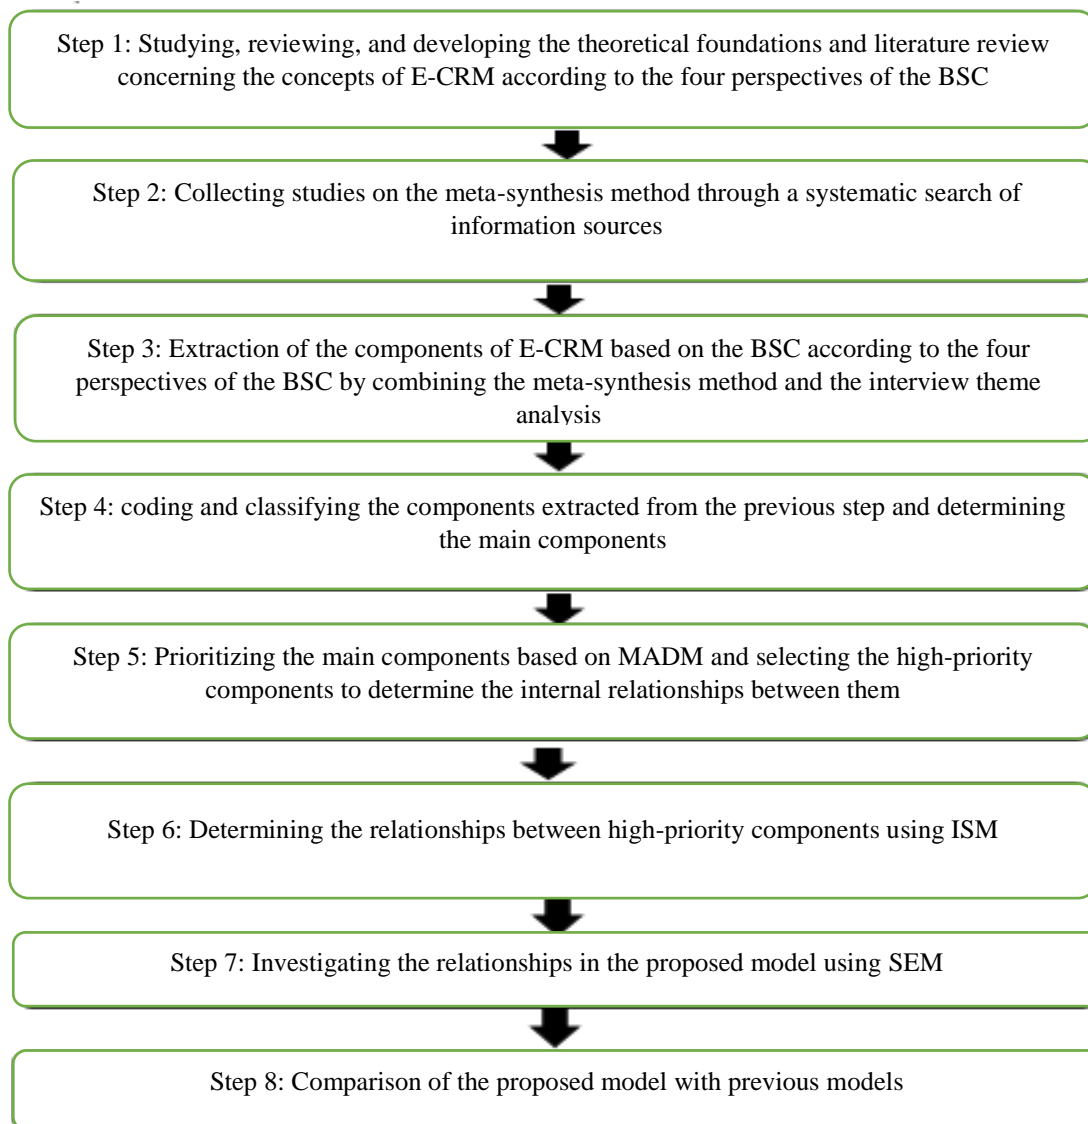 Step 1: Studying, reviewing, and developing the theoretical foundations and literature review
concerning the concepts of E-CRM according to the four perspectives of the BSC
Step 2: Collecting studies on the meta-synthesis method through a systematic search of
information sources
Step 3: Extraction of the components of E-CRM based on the BSC according to the four
perspectives of the BSC by combining the meta-synthesis method and the interview theme
analysis
Step 4: coding and classifying the components extracted from the previous step and determining
the main components
Step 5: Prioritizing the main components based on MADM and selecting the high-priority
components to determine the internal relationships between them
Step 6: Determining the relationships between high-priority components using ISM
Step 7: Investigating the relationships in the proposed model using SEM
Step 8: Comparison of the proposed model with previous models